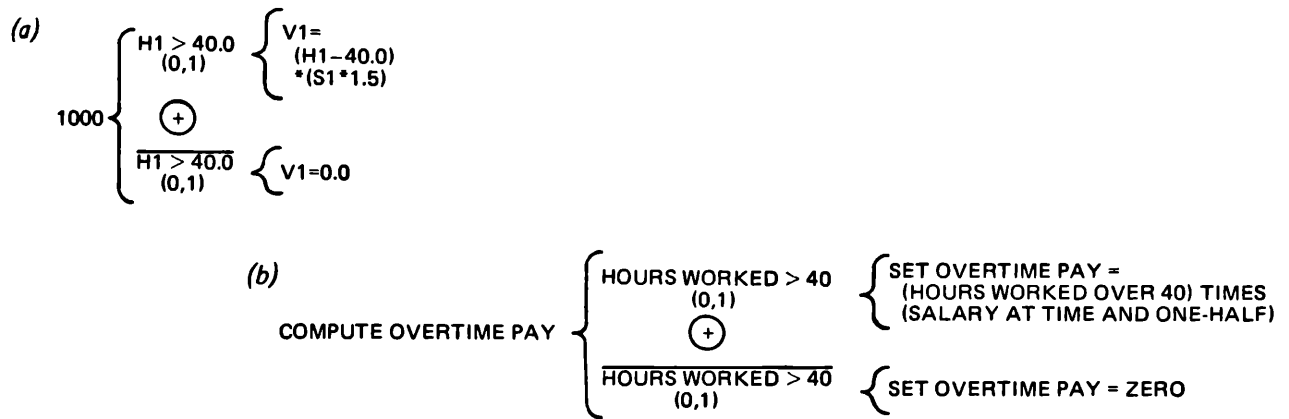 (a)
H1 > 40.0
(0,1)
V1=
(H1-40.0)
*(S1*1.5)
1000
+
H1 > 40.0
(0,1)
V1=0.0
(b)
COMPUTE OVERTIME PAY
HOURS WORKED > 40
(0,1)
SET OVERTIME PAY =
(HOURS WORKED OVER 40) TIMES
(SALARY AT TIME AND ONE-HALF)
+
HOURS WORKED > 40
(0,1)
SET OVERTIME PAY = ZERO